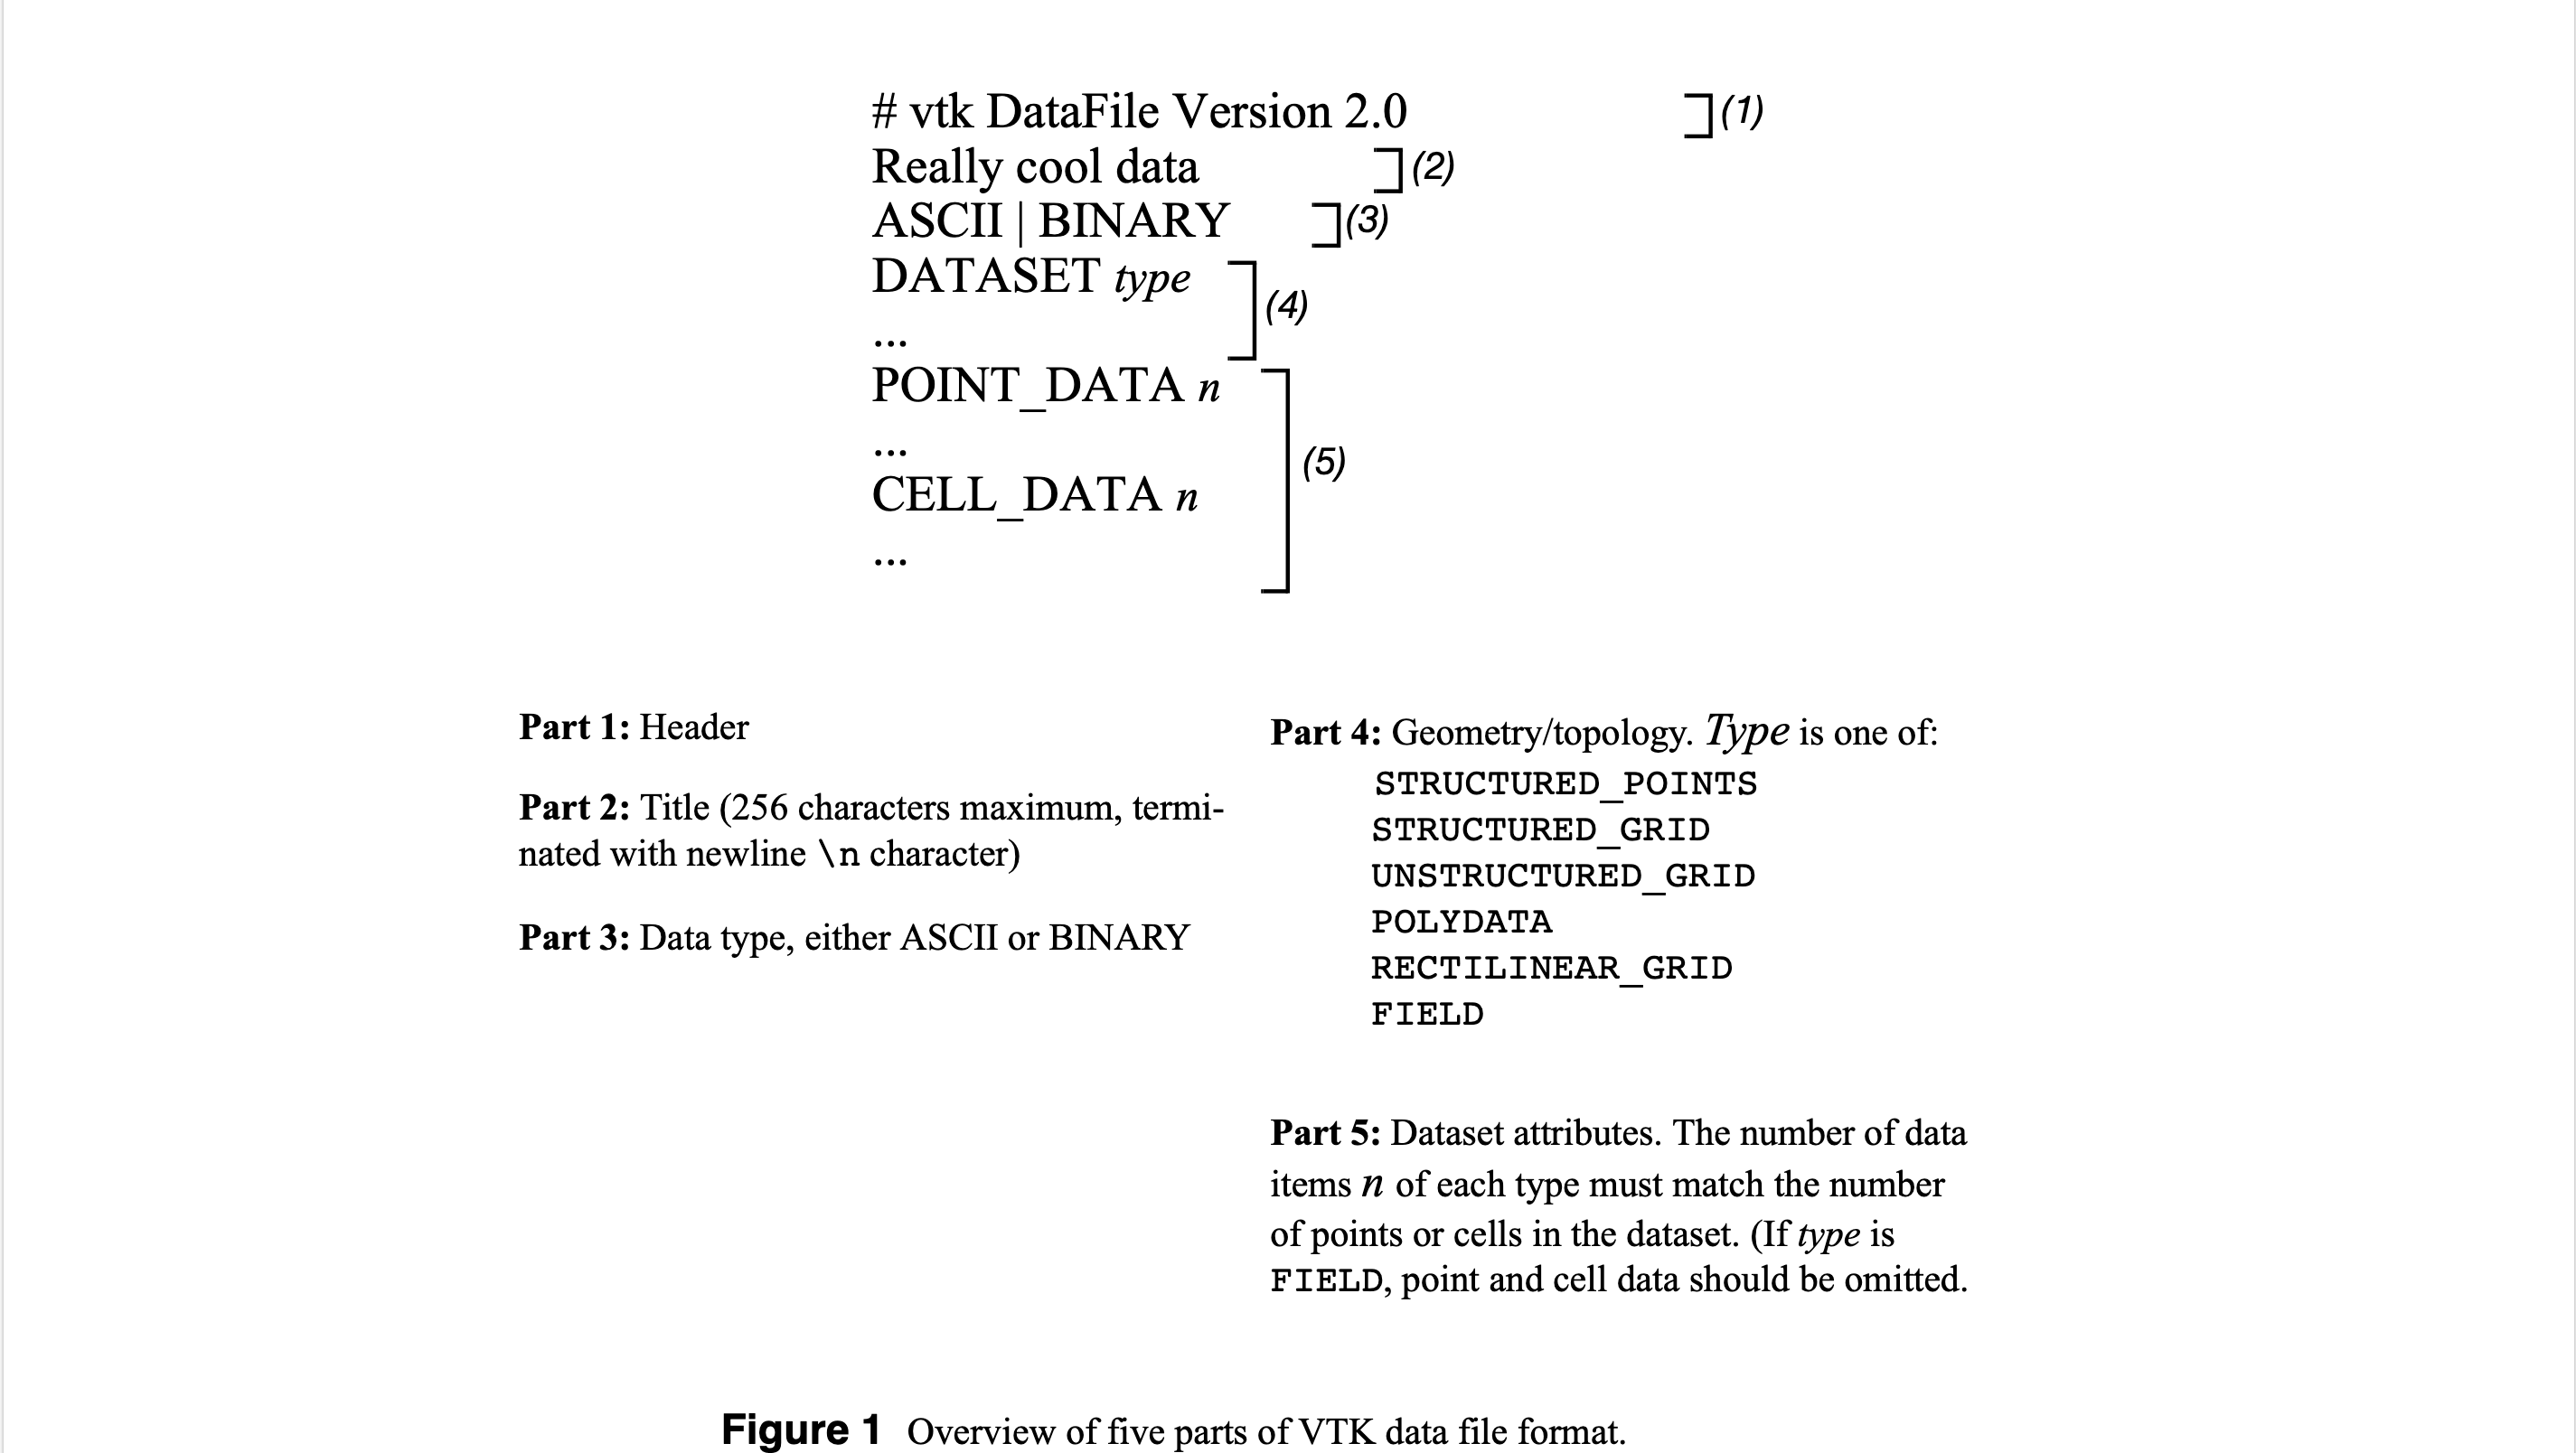 # vtk DataFile Version 2.0 (1)
Really cool data (2)
ASCII | BINARY (3)
DATASET type
(4)
...
POINT_DATA n
...
(5)
CELL_DATA n
...
Part 1: Header
Part 2: Title (256 characters maximum, termi-
nated with newline \n character)
Part 3: Data type, either ASCII or BINARY
Part 4: Geometry/topology. Type is one of:
STRUCTURED_POINTS
STRUCTURED_GRID
UNSTRUCTURED_GRID
POLYDATA
RECTILINEAR_GRID
FIELD
Part 5: Dataset attributes. The number of data
items n of each type must match the number
of points or cells in the dataset. (If type is
FIELD, point and cell data should be omitted.
Figure 1 Overview of five parts of VTK data file format.